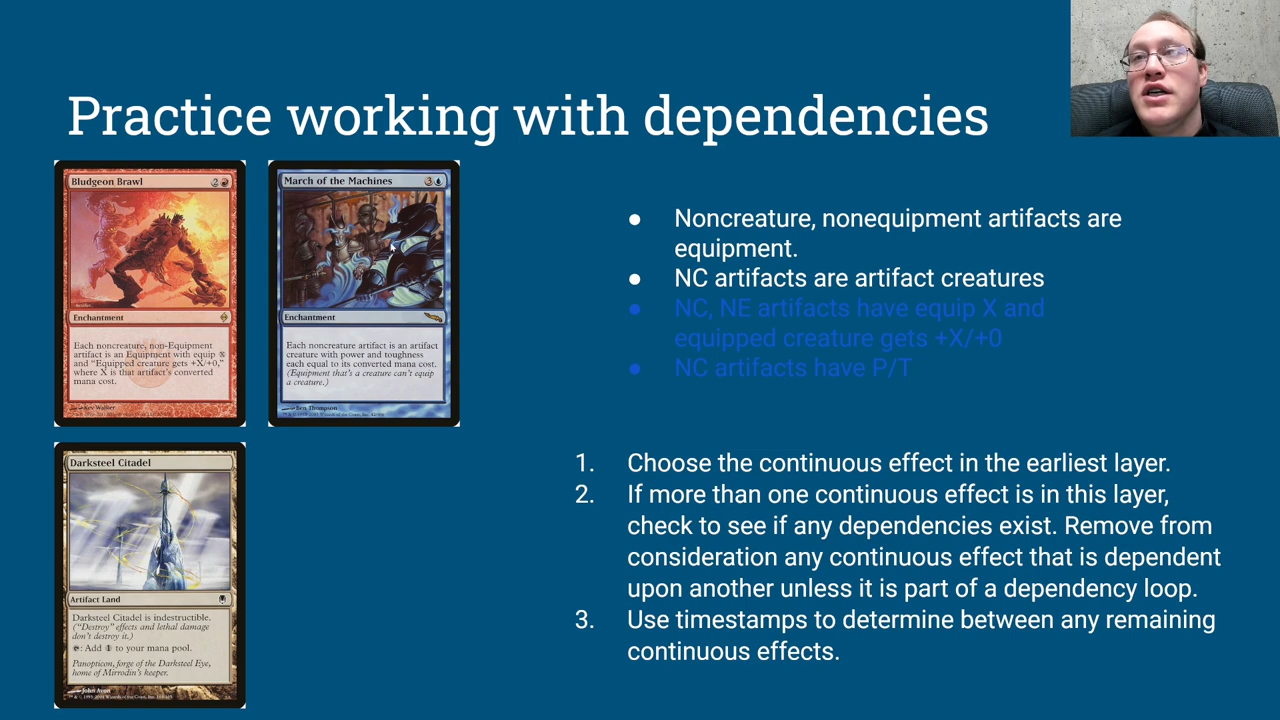 Practice working with dependencies
Bludgeon Brawl
Enchantment
Each noncreature, non-Equipment
artifact is an Equipment with equip
and "Equipped creature gets +X/+0,"
where X is that artifact's converted
mana cost.
Kev Walker
March of the Machines
3
Enchantment
Each noncreature artifact is an artifact
creature with power and toughness
each equal to its converted mana cost.
(Equipment that's a creature can't equip
a creature.)
Ben Thompson
Darksteel Citadel
Artifact Land
Darksteel Citadel is indestructible.
("Destroy" effects and lethal damage
don't destroy it.)
: Add 1 to your mana pool.
Panopticon, forge of the Darksteel Eye,
home of Mirrodin's keeper.
John Avon
● Noncreature, nonequipment artifacts are
equipment.
● NC artifacts are artifact creatures
● NC, NE artifacts have equip X and
equipped creature gets +X/+0
● NC artifacts have P/T
1. Choose the continuous effect in the earliest layer.
2. If more than one continuous effect is in this layer,
check to see if any dependencies exist. Remove from
consideration any continuous effect that is dependent
upon another unless it is part of a dependency loop.
3. Use timestamps to determine between any remaining
continuous effects.